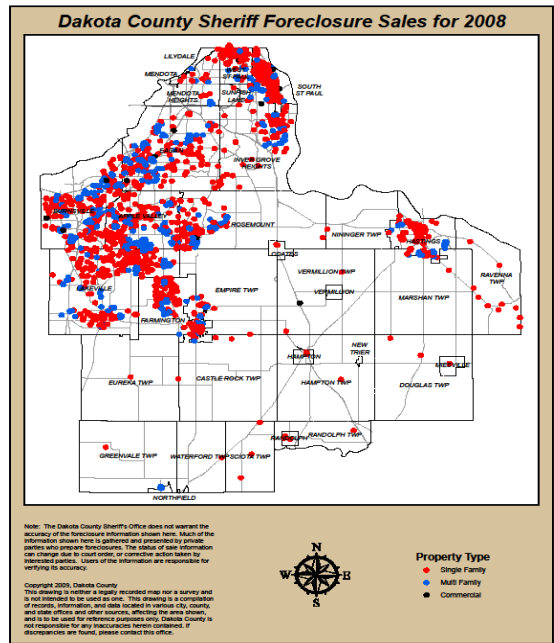 Dakota County Sheriff Foreclosure Sales for 2008
LILYDALE
MENDOTA
WEST
ST PAUL
MENDOTA
HEIGHTS
SUNFISH
LAKE
SOUTH
ST PAUL
EAGAN
INVER GROVE
HEIGHTS
BURNSVILLE
APPLE VALLEY
ROSEMOUNT
NININGER TWP
HASTINGS
COATES
VERMILLION TWP
RAVENNA
TWP
LAKEVILLE
EMPIRE TWP
VERMILLION
MARSHAN TWP
FARMINGTON
NEW
TRIER
HAMPTON
MIESVILLE
EUREKA TWP
CASTLE ROCK TWP
HAMPTON TWP
DOUGLAS TWP
RANDOLPH
RANDOLPH TWP
GREENVALE TWP
WATERFORD TWP
SCIOTA TWP
NORTHFIELD
Note: The Dakota County Sheriff's Office does not warrant the
accuracy of the foreclosure information shown here. Much of the
information shown here is gathered and presented by private
parties who prepare foreclosures. The status of sale information
can change due to court order, or corrective action taken by
interested parties. Users of the information are responsible for
verifying its accuracy.
Copyright 2009, Dakota County
This drawing is neither a legally recorded map nor a survey and
is not intended to be used as one. This drawing is a compilation
of records, information, and data located in various city, county,
and state offices and other sources, affecting the area shown,
and is to be used for reference purposes only. Dakota County is
not responsible for any inaccuracies herein contained. If
discrepancies are found, please contact this office.
N
W E
S
Property Type
Single Family
Multi Family
Commercial